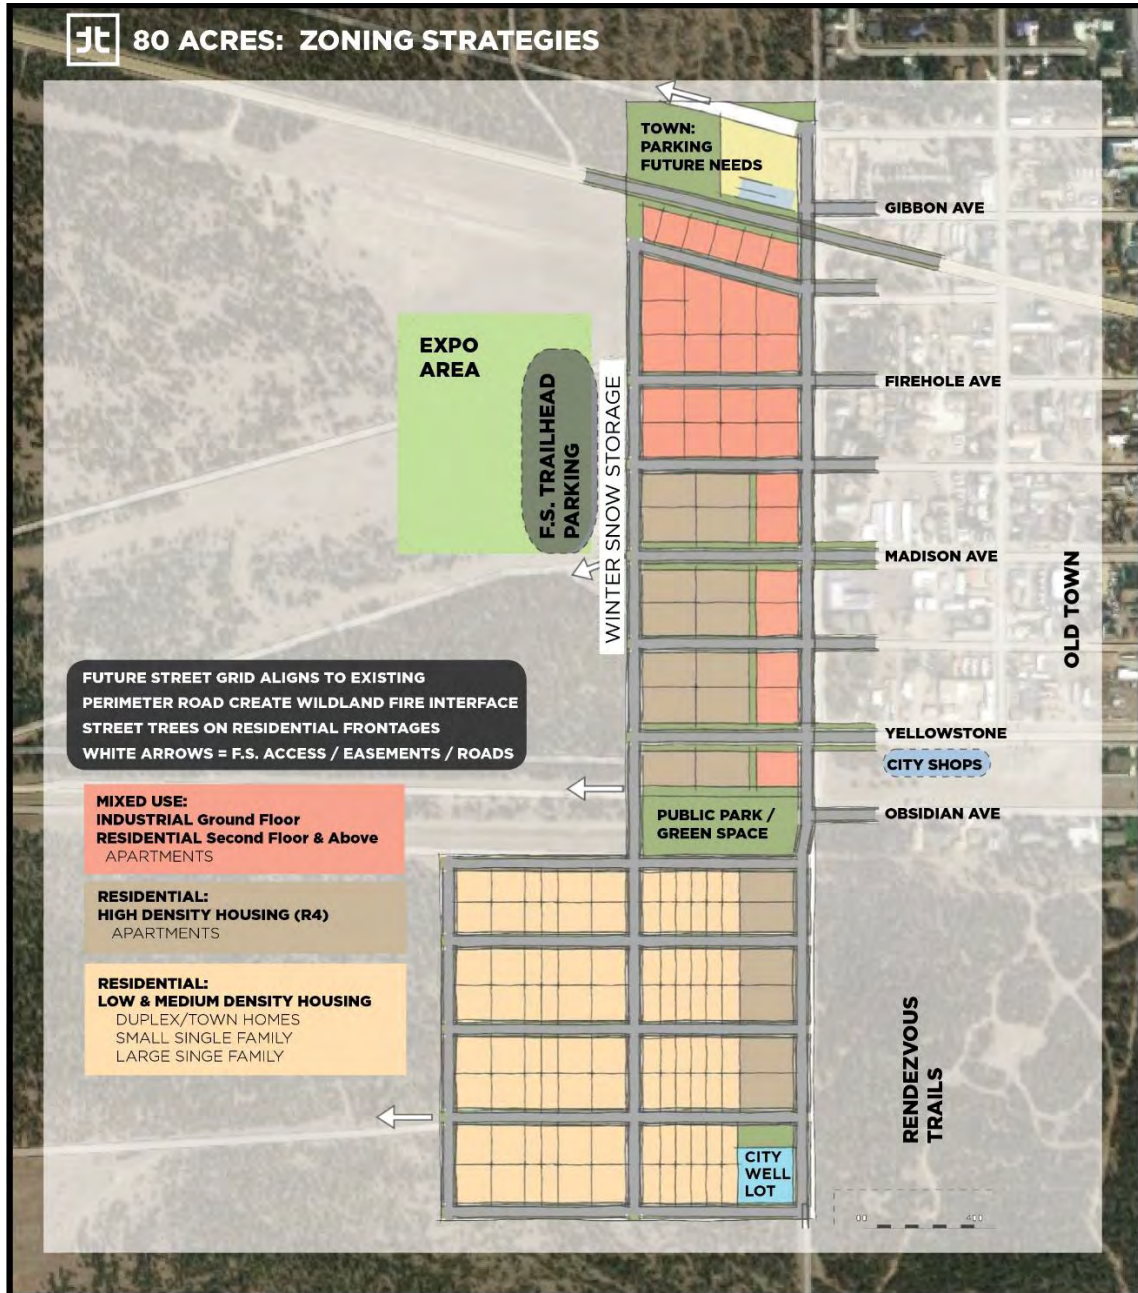 80 ACRES: ZONING STRATEGIES
TOWN:
PARKING
FUTURE NEEDS
GIBBON AVE
EXPO
AREA
F.S. TRAILHEAD
PARKING
WINTER SNOW STORAGE
FIREHOLE AVE
MADISON AVE
OLD TOWN
FUTURE STREET GRID ALIGNS TO EXISTING
PERIMETER ROAD CREATE WILDLAND FIRE INTERFACE
STREET TREES ON RESIDENTIAL FRONTAGES
WHITE ARROWS = F.S. ACCESS / EASEMENTS / ROADS
YELLOWSTONE
CITY SHOPS
OBSIDIAN AVE
PUBLIC PARK /
GREEN SPACE
MIXED USE:
INDUSTRIAL Ground Floor
RESIDENTIAL Second Floor & Above
APARTMENTS
RESIDENTIAL:
HIGH DENSITY HOUSING (R4)
APARTMENTS
RESIDENTIAL:
LOW & MEDIUM DENSITY HOUSING
DUPLEX/TOWN HOMES
SMALL SINGLE FAMILY
LARGE SINGE FAMILY
RENDEZVOUS
TRAILS
CITY
WELL
LOT